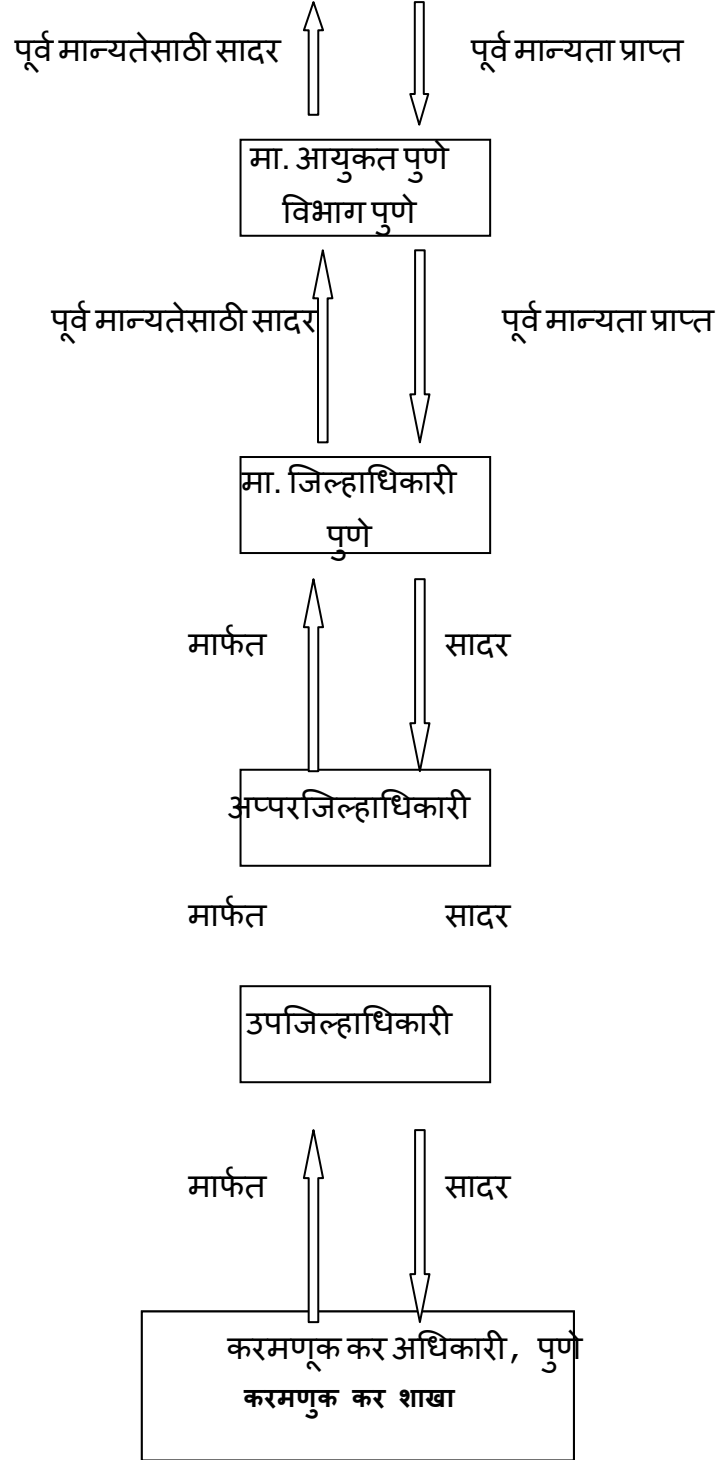 पूर्व मान्यतेसाठी सादर पूर्व मान्यता प्राप्त
मा. आयुकत पुणे
विभाग पुणे
पूर्व मान्यतेसाठी सादर पूर्व मान्यता प्राप्त
मा. जिल्हाधिकारी
पुणे
मार्फत सादर
अप्परजिल्हाधिकारी
मार्फत सादर
उपजिल्हाधिकारी
मार्फत सादर
करमणूक कर अधिकारी, पुणे
करमणुक कर शाखा